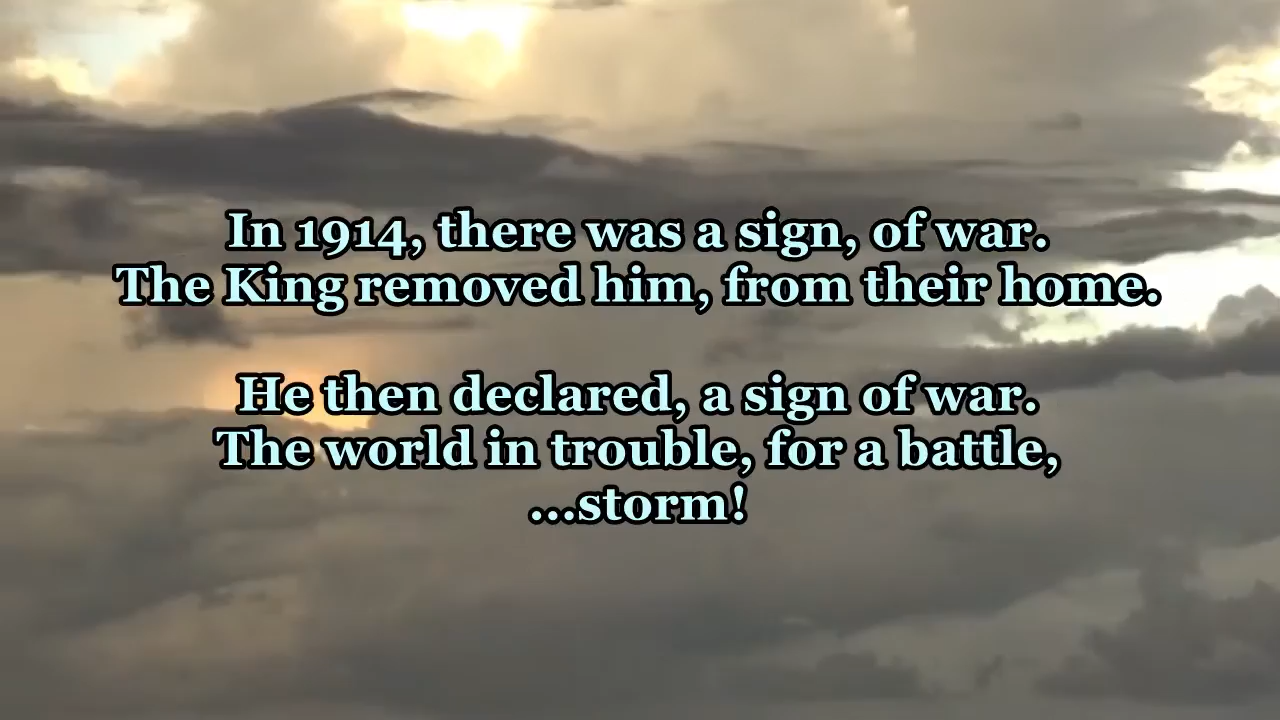 In 1914, there was a sign, of war.
The King removed him, from their home.
He then declared, a sign of war.
The world in trouble, for a battle,
...storm!